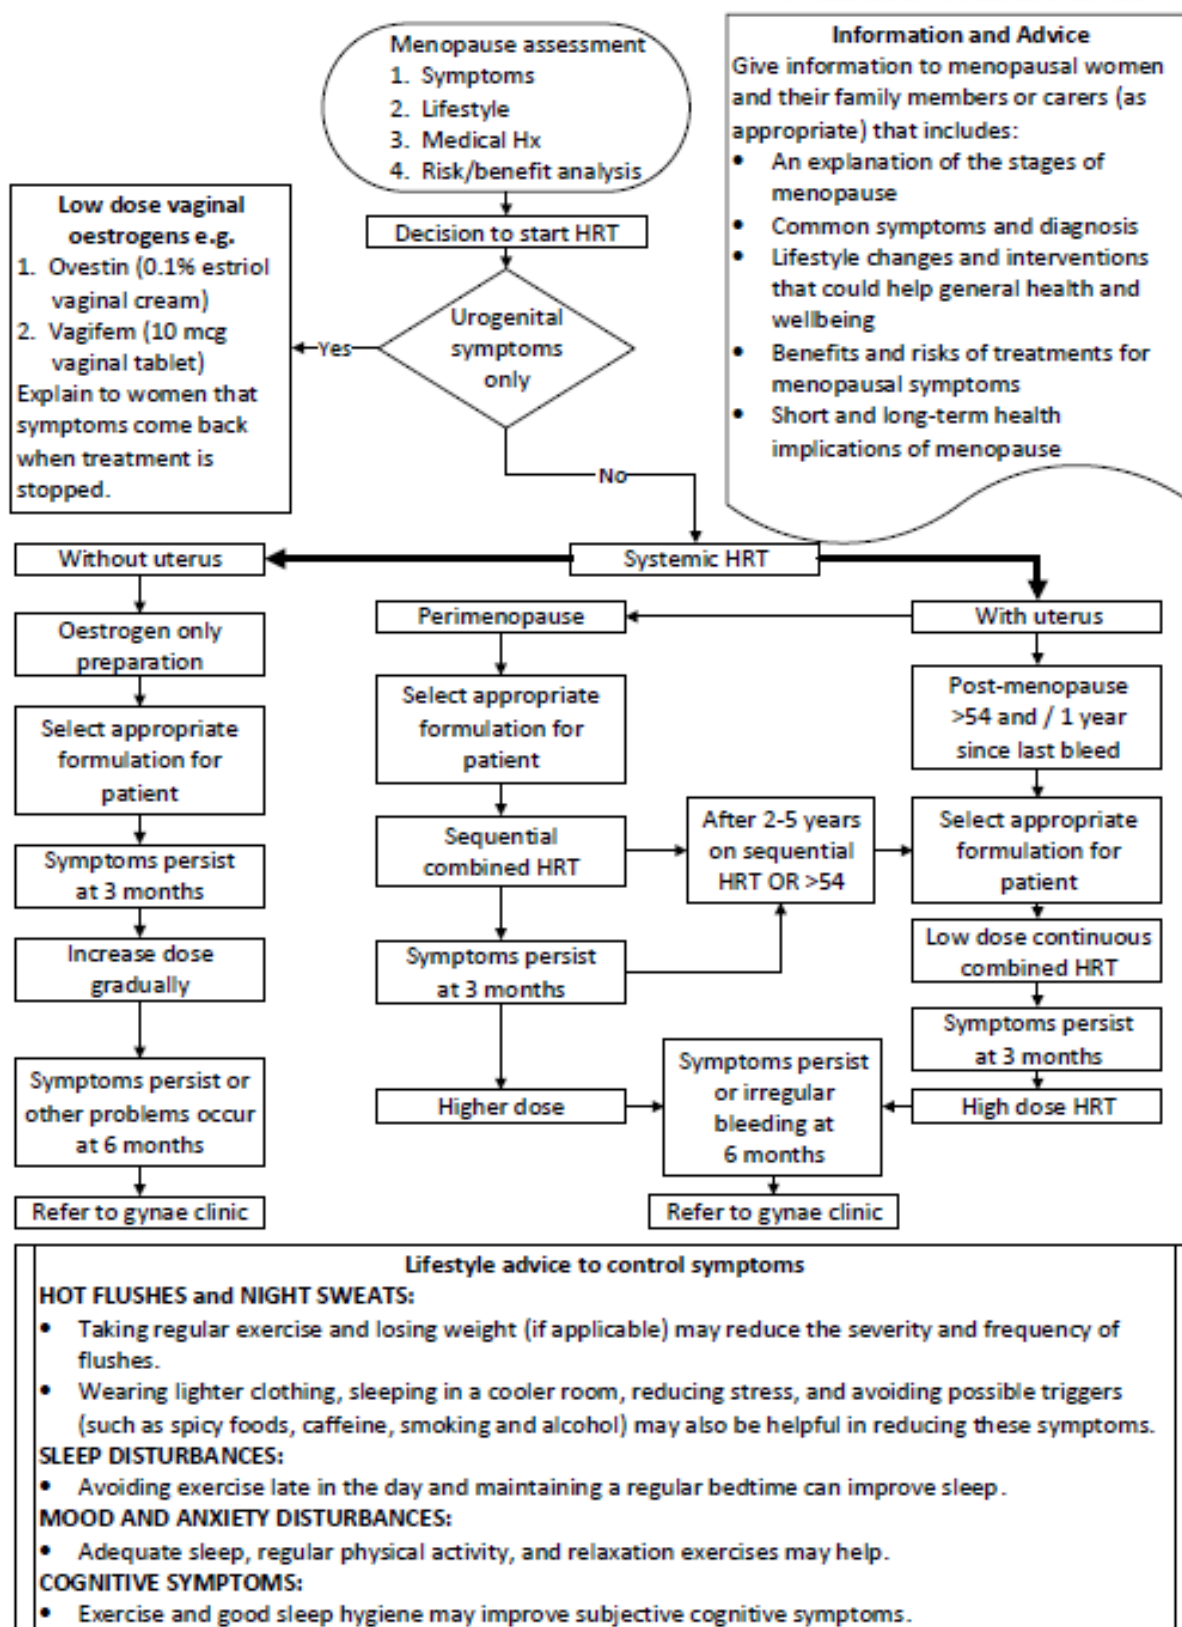 Menopause assessment
1. Symptoms
2. Lifestyle
3. Medical Hx
4. Risk/benefit analysis
Information and Advice
Give information to menopausal women
and their family members or carers (as
appropriate) that includes:
• An explanation of the stages of
menopause
• Common symptoms and diagnosis
• Lifestyle changes and interventions
that could help general health and
wellbeing
• Benefits and risks of treatments for
menopausal symptoms
• Short and long-term health
implications of menopause
Decision to start HRT
Low dose vaginal
oestrogens e.g.
1. Ovestin (0.1% estriol
vaginal cream)
2. Vagifem (10 mcg
vaginal tablet)
Explain to women that
symptoms come back
when treatment is
stopped.
Yes
Urogenital
symptoms
only
No
Without uterus
Systemic HRT
Oestrogen only
preparation
Perimenopause
With uterus
Select appropriate
formulation for
patient
Select appropriate
formulation for
patient
Post-menopause
>54 and / 1 year
since last bleed
Symptoms persist
at 3 months
Sequential
combined HRT
After 2-5 years
on sequential
HRT OR >54
Select appropriate
formulation for
patient
Increase dose
gradually
Symptoms persist
at 3 months
Low dose continuous
combined HRT
Symptoms persist
at 3 months
Symptoms persist or
other problems occur
at 6 months
Higher dose
Symptoms persist
or irregular
bleeding at
6 months
High dose HRT
Refer to gynae clinic
Refer to gynae clinic
Lifestyle advice to control symptoms
HOT FLUSHES and NIGHT SWEATS:
• Taking regular exercise and losing weight (if applicable) may reduce the severity and frequency of
flushes.
• Wearing lighter clothing, sleeping in a cooler room, reducing stress, and avoiding possible triggers
(such as spicy foods, caffeine, smoking and alcohol) may also be helpful in reducing these symptoms.
SLEEP DISTURBANCES:
• Avoiding exercise late in the day and maintaining a regular bedtime can improve sleep.
MOOD AND ANXIETY DISTURBANCES:
• Adequate sleep, regular physical activity, and relaxation exercises may help.
COGNITIVE SYMPTOMS:
• Exercise and good sleep hygiene may improve subjective cognitive symptoms.